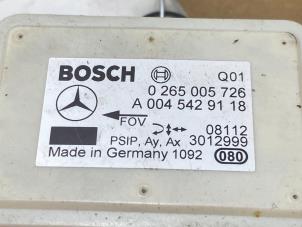 BOSCH Q01
0 265 005 726
A 004 542 91 18
FOV 08112
PSIP, Ay, Ax 3012999
Made in Germany 1092 080